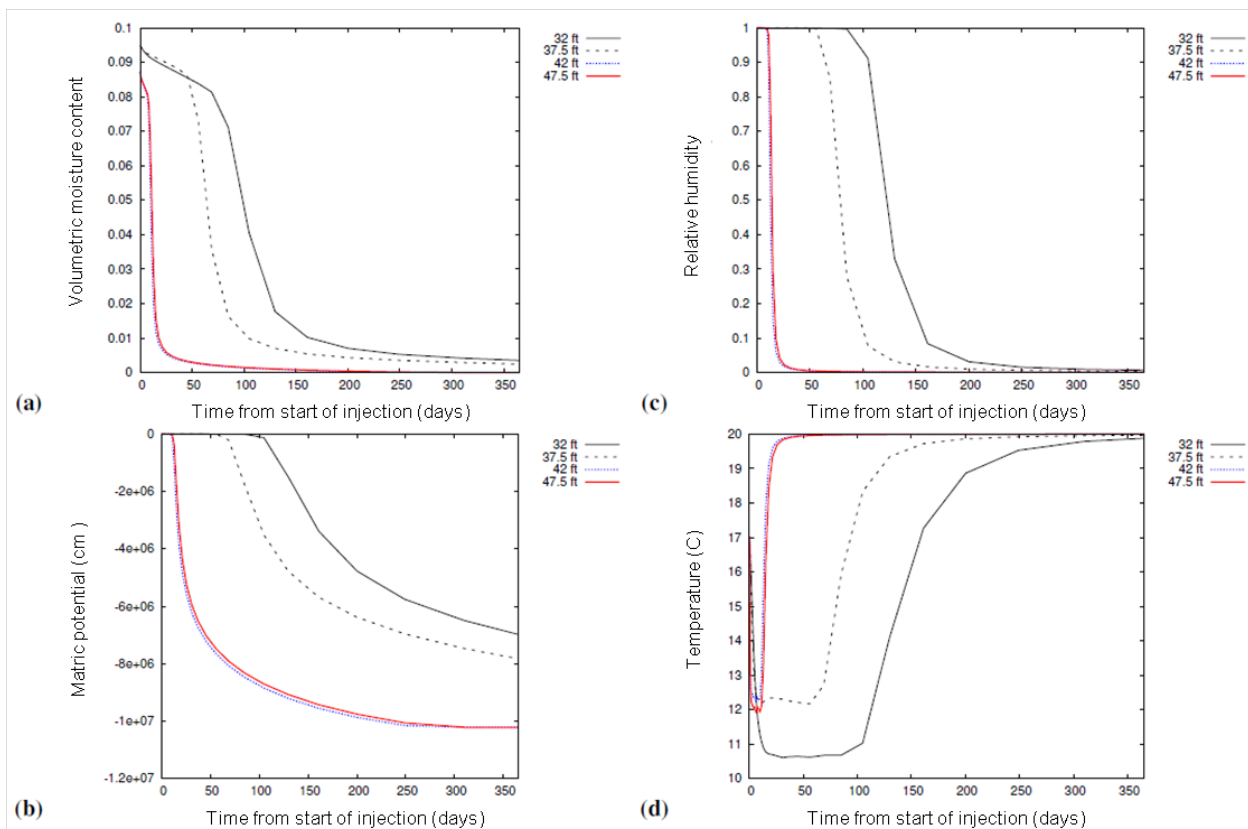 0.1
0.09
0.08
0.07
0.06
0.05
0.04
0.03
0.02
0.01
0
0 50 100 150 200 250 300 350
Volumetric moisture content
Time from start of injection (days)
32 ft
37.5 ft
42 ft
47.5 ft
(a)
1
0.9
0.8
0.7
0.6
0.5
0.4
0.3
0.2
0.1
0
0 50 100 150 200 250 300 350
Relative humidity
Time from start of injection (days)
32 ft
37.5 ft
42 ft
47.5 ft
(c)
0
-2e+06
-4e+06
-6e+06
-8e+06
-1e+07
-1.2e+07
0 50 100 150 200 250 300 350
Matric potential (cm )
Time from start of injection (days)
32 ft
37.5 ft
42 ft
47.5 ft
(b)
20
19
18
17
16
15
14
13
12
11
10
0 50 100 150 200 250 300 350
Temperature (C)
Time from start of injection (days)
32 ft
37.5 ft
42 ft
47.5 ft
(d)